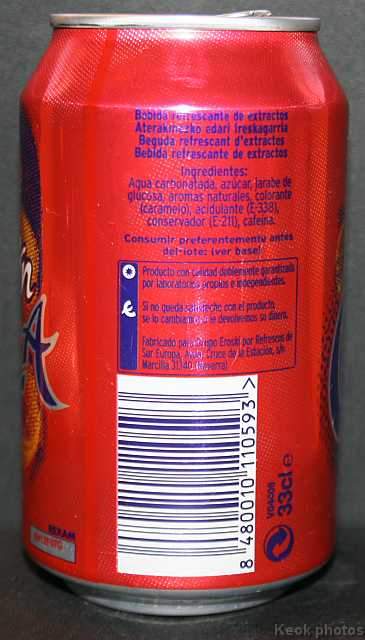 Bebida refrescante de extractos
Aterakinezko edari freskagarria
Beguda refrescant d'extractes
Bebida refrescante de extractos
Ingredientes:
Agua carbonatada, azúcar, jarabe de
glucosa, aromas naturales, colorante
(caramelo), acidulante (E-338),
conservador (E-211), cafeína.
Consumir preferentemente antes
del-lote: (ver base)
Producto con calidad doblemente garantizada
por laboratorios propios e independientes.
Si no queda satisfecho con el producto,
se lo cambiamos o le devolvemos su dinero.
Fabricado para Grupo Eroski por Refrescos de
Sur Europa, Avda. Cruce de la Estación, s/n
Marcilla 31340 (Navarra)
8 480010 110593 >
33cl e
V04008
REXAM
A
Keok photos